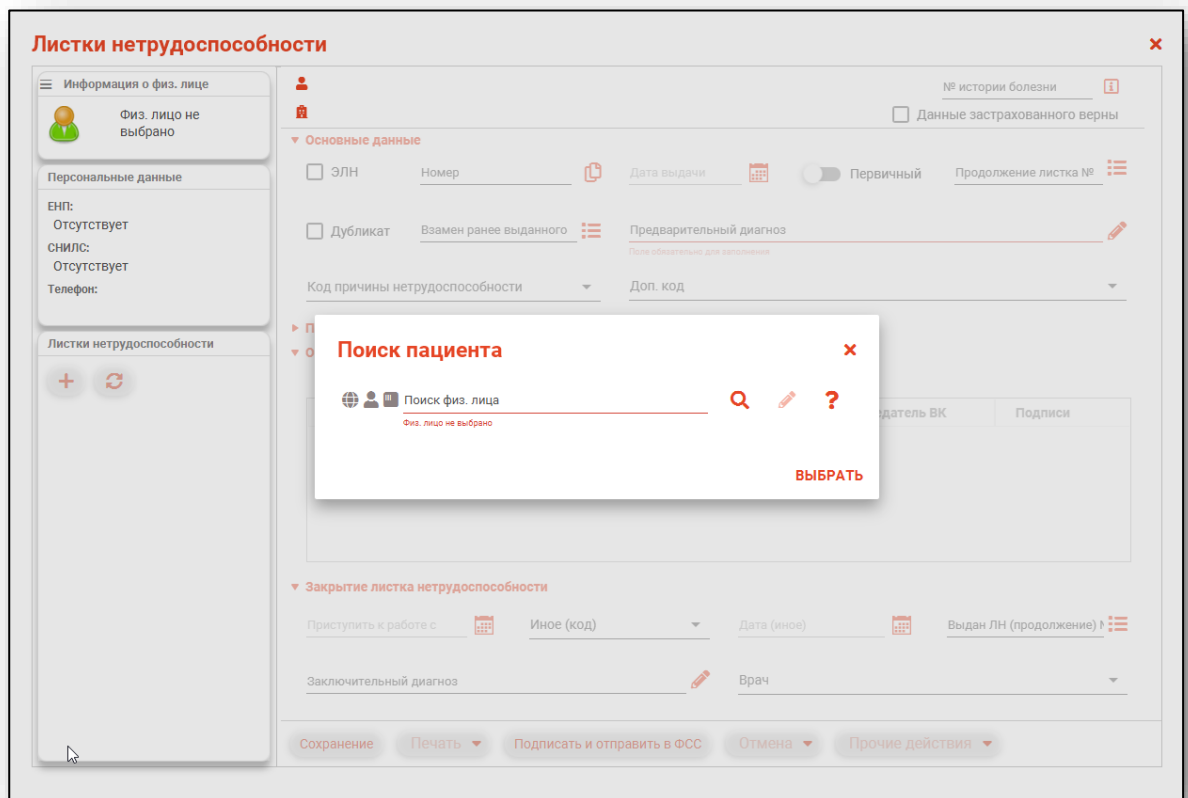 Листки нетрудоспособности
Информация о физ. лице
Физ. лицо не
выбрано
Персональные данные
ЕНП:
Отсутствует
СНИЛС:
Отсутствует
Телефон:
Листки нетрудоспособности
№ истории болезни
Данные застрахованного верны
Основные данные
ЭЛН Номер Дата выдачи Первичный Продолжение листка №
Дубликат Взамен ранее выданного Предварительный диагноз
Поле обязательно для заполнения
Код причины нетрудоспособности Доп. код
П
О
Поиск пациента
Поиск физ. лица
Физ. лицо не выбрано
ВЫБРАТЬ
датель ВК Подписи
Закрытие листка нетрудоспособности
Приступить к работе с Иное (код) Дата (иное) Выдан ЛН (продолжение) №
Заключительный диагноз Врач
Сохранение Печать Подписать и отправить в ФСС Отмена Прочие действия